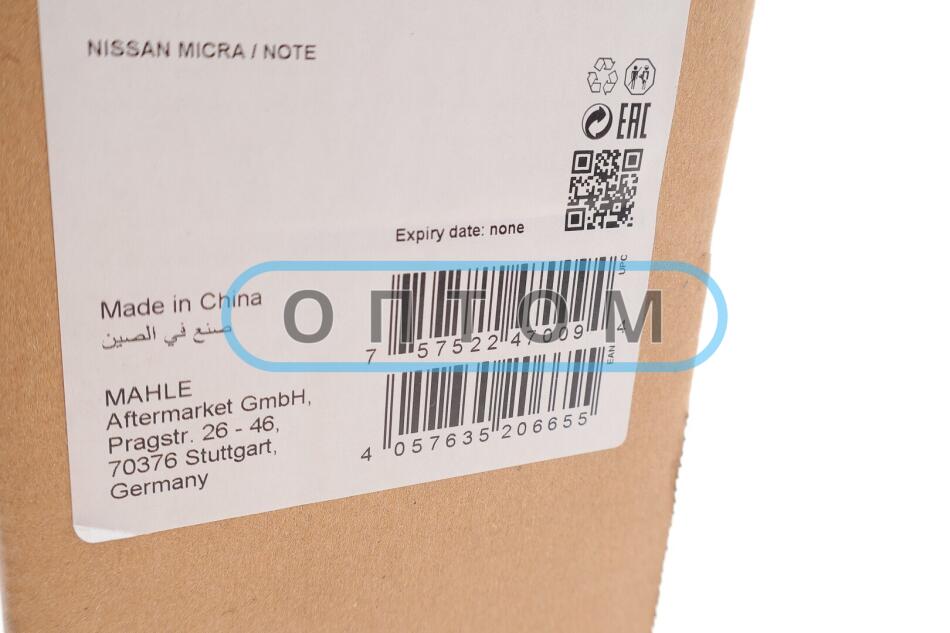 NISSAN MICRA / NOTE
EAC
Expiry date: none
Made in China
صنع في الصين
UPC
7 57522 47009 4
ОПТОМ
EAN
4 057635 206655
MAHLE
Aftermarket GmbH,
Pragstr. 26 - 46,
70376 Stuttgart,
Germany